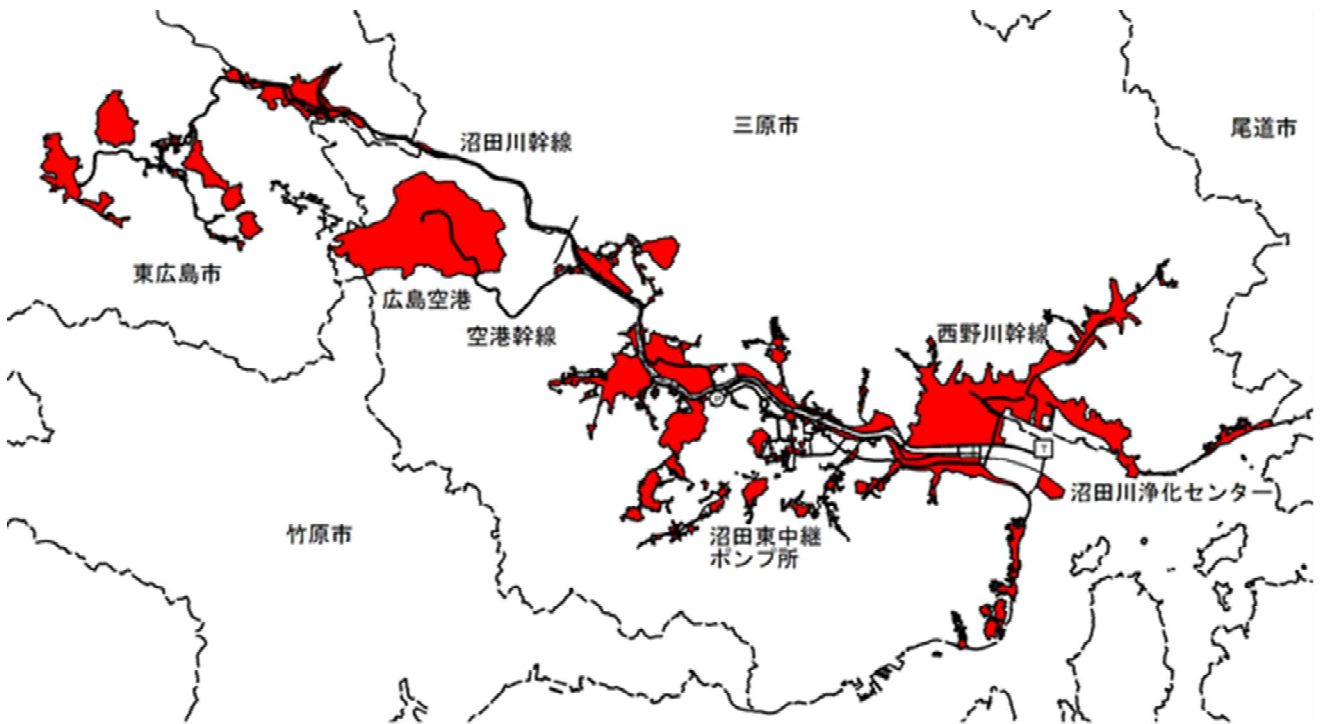 三原市
尾道市
沼田川幹線
東広島市
広島空港
空港幹線
西野川幹線
沼田川浄化センター
竹原市
沼田東中継
ポンプ所
P
T